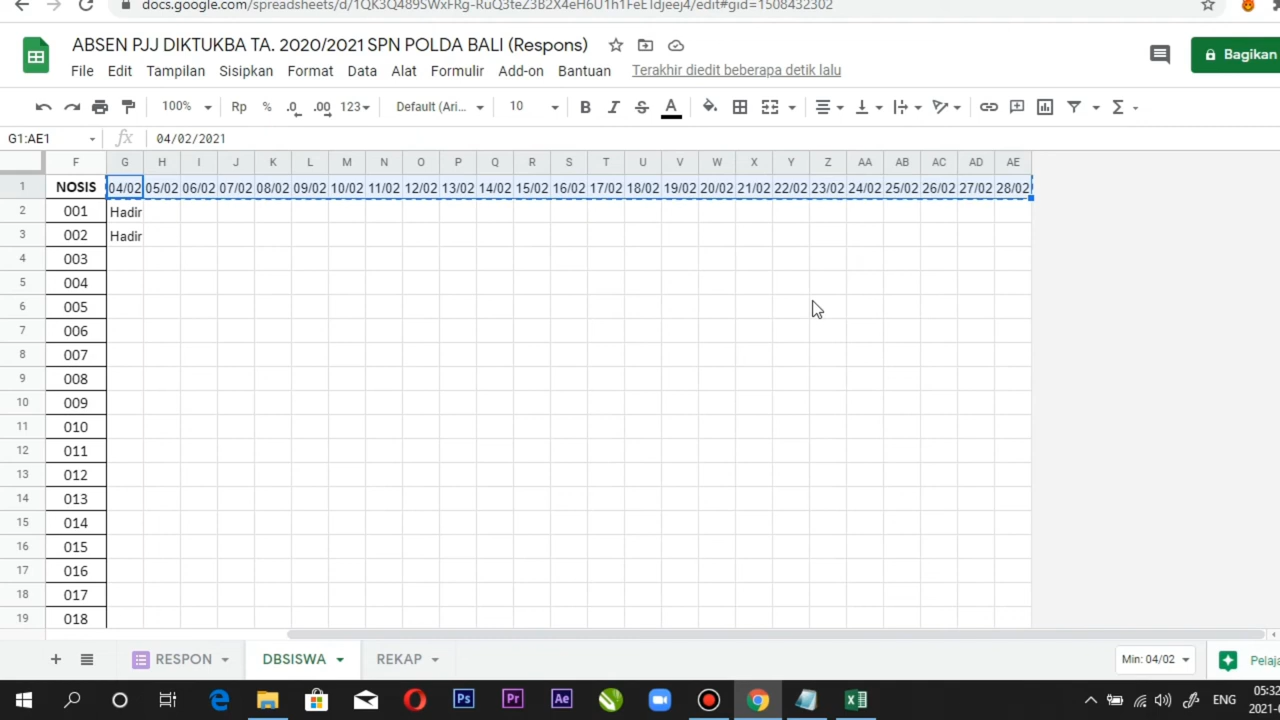 docs.google.com/spreadsheets/d/1QK3Q489SWxFRg-RuQ3teZ3B2X4eH6U1h1FeETdjeej4/edit#gid=1508432302
ABSEN PJJ DIKTUKBA TA. 2020/2021 SPN POLDA BALI (Respons)
File Edit Tampilan Sisipkan Format Data Alat Formulir Add-on Bantuan Terakhir diedit beberapa detik lalu
Bagikan
100% Rp % .0 .00 123 Default (Ari... 10 B I S A
G1:AE1 fx 04/02/2021
F G H I J K L M N O P Q R S T U V W X Y Z AA AB AC AD AE
1 NOSIS 04/02 05/02 06/02 07/02 08/02 09/02 10/02 11/02 12/02 13/02 14/02 15/02 16/02 17/02 18/02 19/02 20/02 21/02 22/02 23/02 24/02 25/02 26/02 27/02 28/02
2 001 Hadir
3 002 Hadir
4 003
5 004
6 005
7 006
8 007
9 008
10 009
11 010
12 011
13 012
14 013
15 014
16 015
17 016
18 017
19 018
RESPON DBSISWA REKAP Min: 04/02 Pelaja
Ps Pr Ae ENG 05:32
2021-